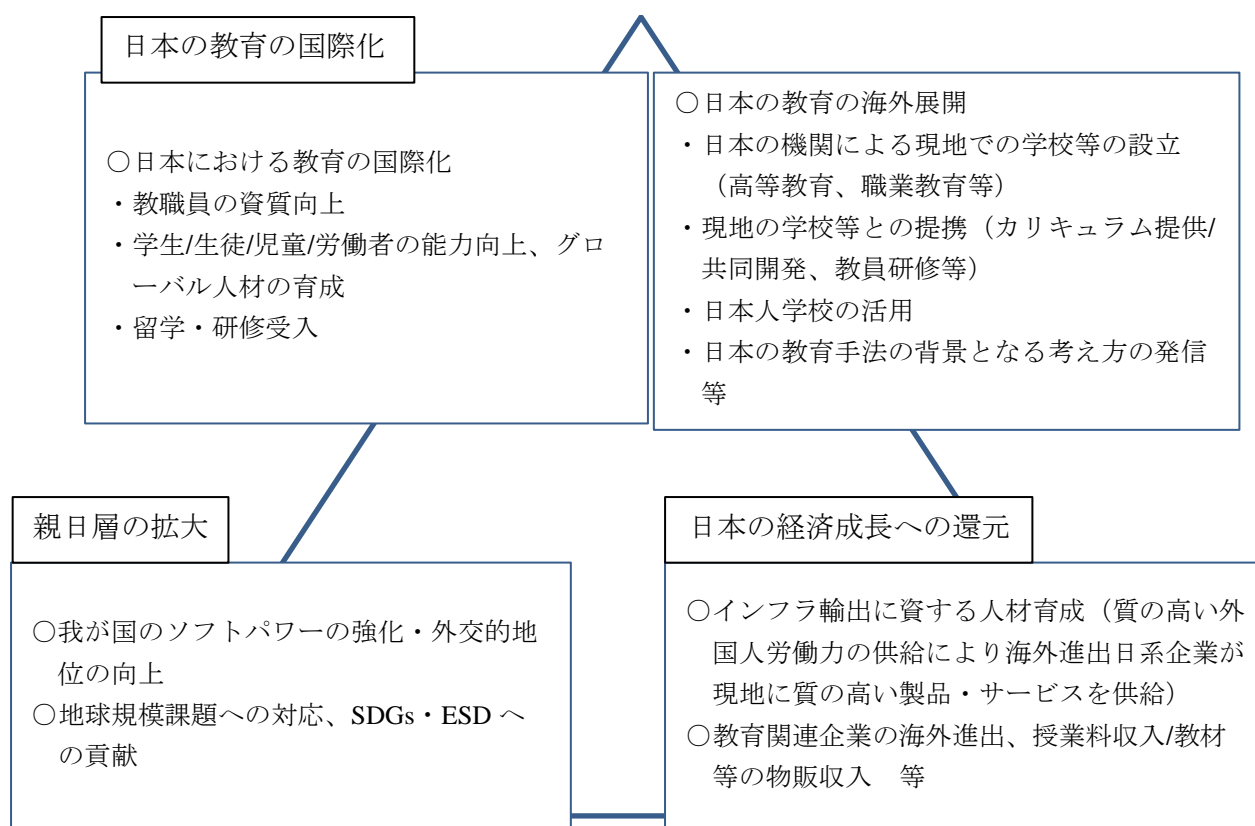 日本の教育の国際化
○日本における教育の国際化
・教職員の資質向上
・学生/生徒/児童/労働者の能力向上、グロ
ーバル人材の育成
・留学・研修受入
○日本の教育の海外展開
・日本の機関による現地での学校等の設立
（高等教育、職業教育等）
・現地の学校等との提携（カリキュラム提供/
共同開発、教員研修等）
・日本人学校の活用
・日本の教育手法の背景となる考え方の発信
等
親日層の拡大
○我が国のソフトパワーの強化・外交的地
位の向上
○地球規模課題への対応、SDGs・ESD へ
の貢献
日本の経済成長への還元
○インフラ輸出に資する人材育成（質の高い外
国人労働力の供給により海外進出日系企業が
現地に質の高い製品・サービスを供給）
○教育関連企業の海外進出、授業料収入/教材
等の物販収入　等